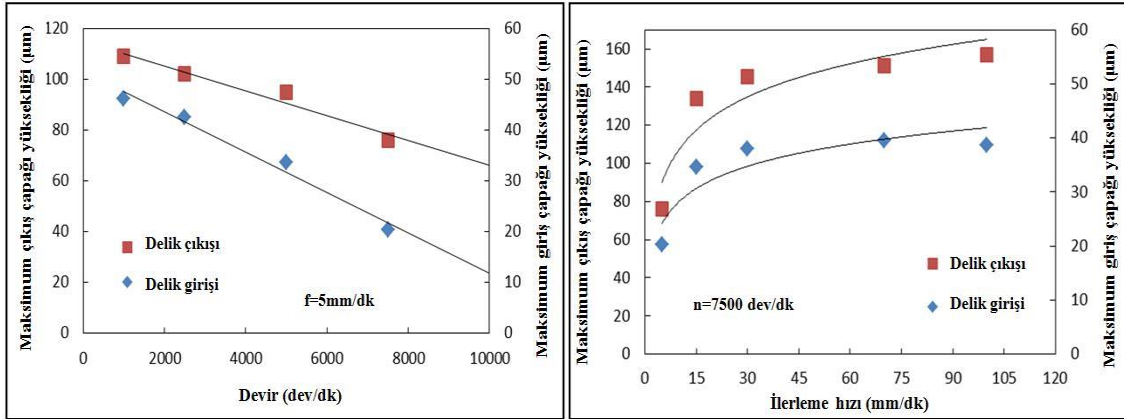 Maksimum çıkış çapağı yüksekliği (µm)
120
100
80
60
40
20
0
60
50
40
30
20
10
0
Maksimum giriş çapağı yüksekliği (µm)
Delik çıkışı
Delik girişi
f=5mm/dk
0 2000 4000 6000 8000 10000
Devir (dev/dk)
Maksimum çıkış çapağı yüksekliği (µm)
160
140
120
100
80
60
40
20
0
60
50
40
30
20
10
0
Maksimum giriş çapağı yüksekliği (µm)
Delik çıkışı
Delik girişi
n=7500 dev/dk
0 15 30 45 60 75 90 105 120
İlerleme hızı (mm/dk)